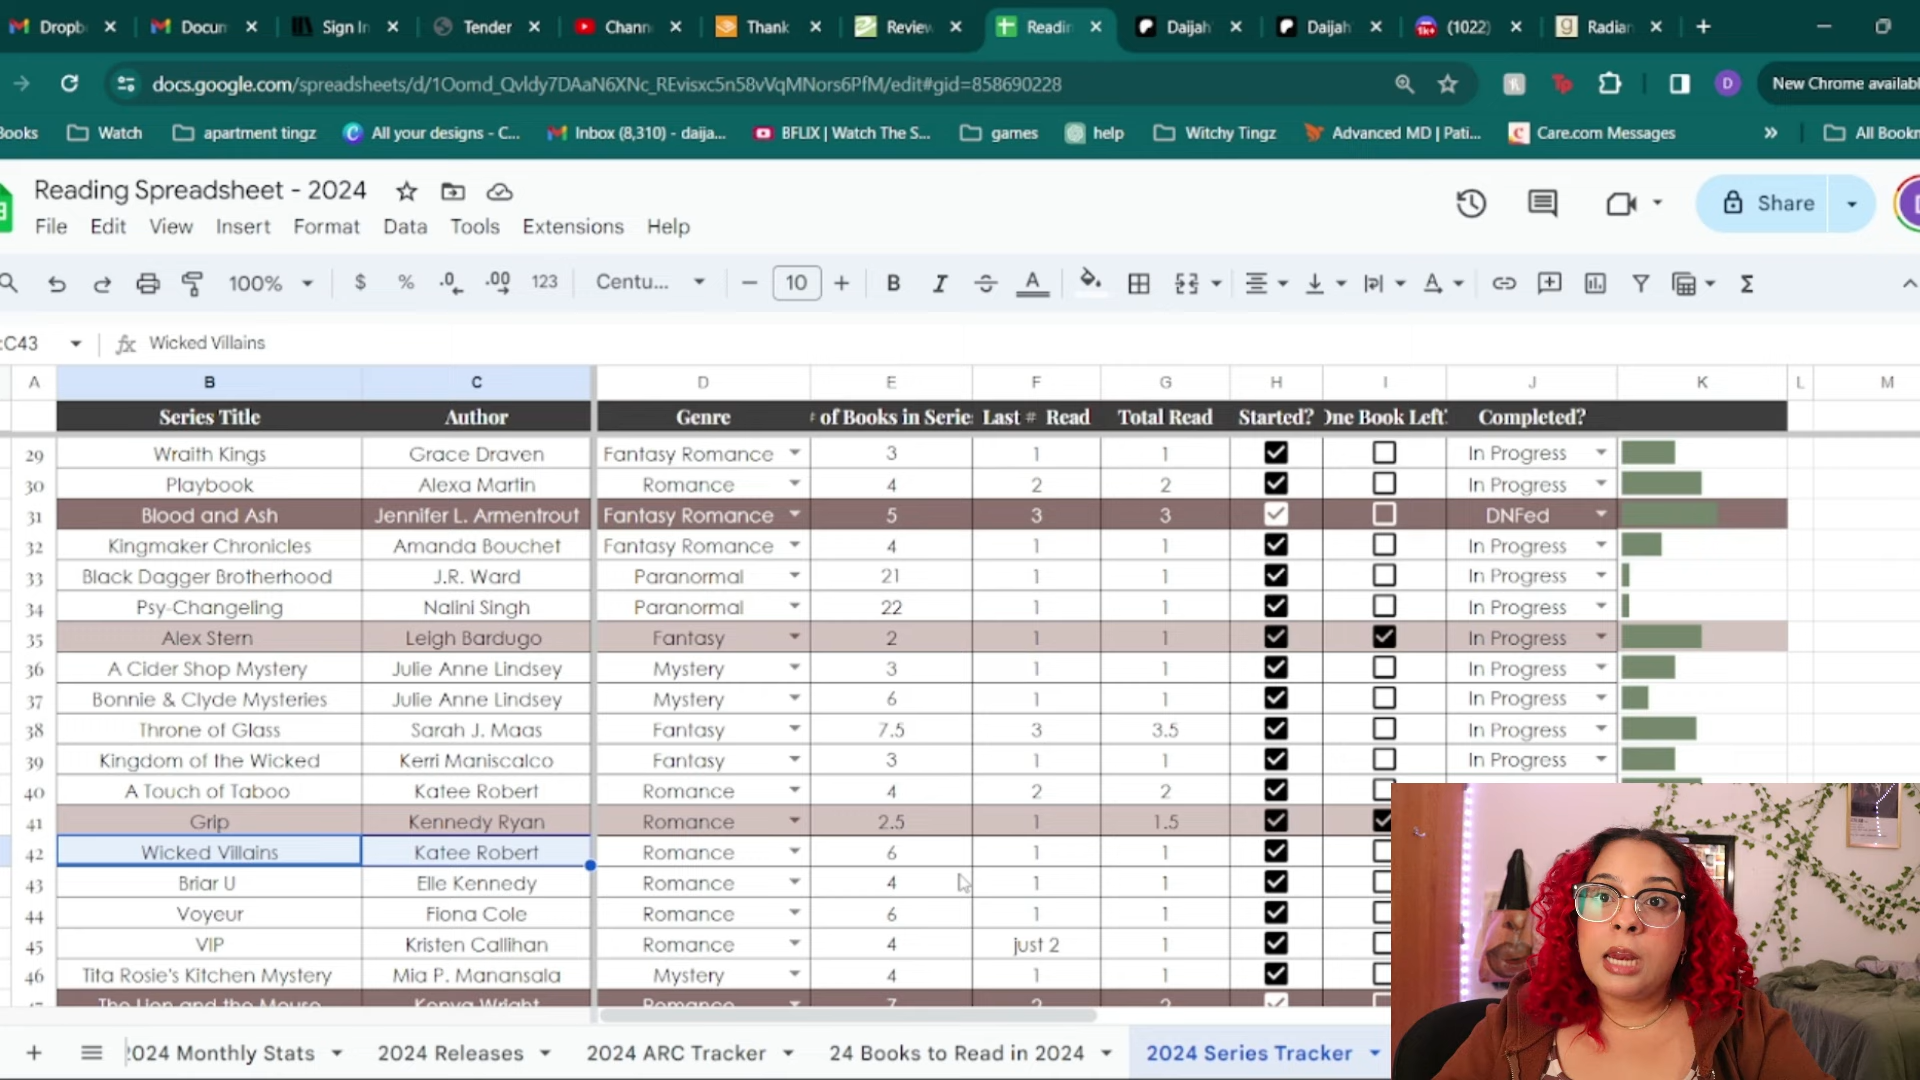 Dropb Docum Sign In Tender Chann Thank Review Readin Daijah Daijah (1022) Radian
docs.google.com/spreadsheets/d/1Oomd_Qvldy7DAaN6XNc_REvisxc5n58vVqMNors6PfM/edit#gid=858690228 D New Chrome availabl
Books Watch apartment tingz All your designs - C... Inbox (8,310) - daija... BFLIX | Watch The S... games help Witchy Tingz Advanced MD | Pati... Care.com Messages » All Bookm
Reading Spreadsheet - 2024 Share
File Edit View Insert Format Data Tools Extensions Help
100% $ % .0 .00 123 Centu... — 10 + B I A Σ
:C43 fx Wicked Villains
A B C D E F G H I J K L M
Series Title Author Genre # of Books in Serie Last # Read Total Read Started? One Book Left? Completed?
29 Wraith Kings Grace Draven Fantasy Romance 3 1 1 In Progress
30 Playbook Alexa Martin Romance 4 2 2 In Progress
31 Blood and Ash Jennifer L. Armentrout Fantasy Romance 5 3 3 DNFed
32 Kingmaker Chronicles Amanda Bouchet Fantasy Romance 4 1 1 In Progress
33 Black Dagger Brotherhood J.R. Ward Paranormal 21 1 1 In Progress
34 Psy-Changeling Nalini Singh Paranormal 22 1 1 In Progress
35 Alex Stern Leigh Bardugo Fantasy 2 1 1 In Progress
36 A Cider Shop Mystery Julie Anne Lindsey Mystery 3 1 1 In Progress
37 Bonnie & Clyde Mysteries Julie Anne Lindsey Mystery 6 1 1 In Progress
38 Throne of Glass Sarah J. Maas Fantasy 7.5 3 3.5 In Progress
39 Kingdom of the Wicked Kerri Maniscalco Fantasy 3 1 1 In Progress
40 A Touch of Taboo Katee Robert Romance 4 2 2
41 Grip Kennedy Ryan Romance 2.5 1 1.5
42 Wicked Villains Katee Robert Romance 6 1 1
43 Briar U Elle Kennedy Romance 4 1 1
44 Voyeur Fiona Cole Romance 6 1 1
45 VIP Kristen Callihan Romance 4 just 2 1
46 Tita Rosie's Kitchen Mystery Mia P. Manansala Mystery 4 1 1
47 The Lion and the Mouse Kenya Wright Romance 7 2 2
2024 Monthly Stats 2024 Releases 2024 ARC Tracker 24 Books to Read in 2024 2024 Series Tracker